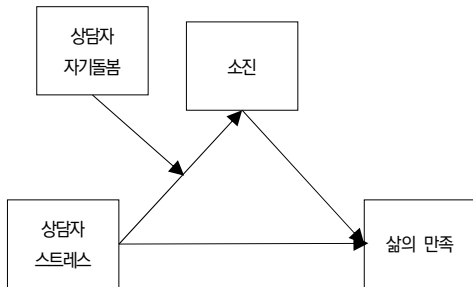 상담자
자기돌봄
소진
상담자
스트레스
삶의 만족